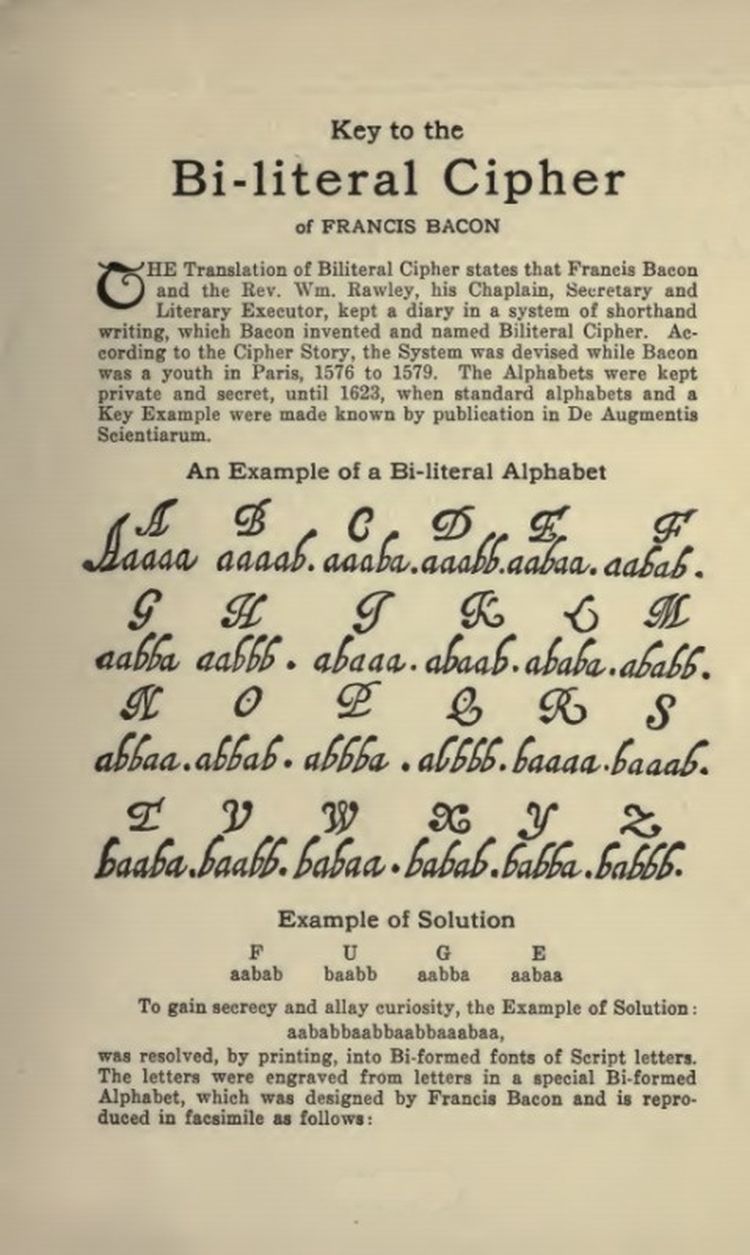 Key to the
Bi-literal Cipher
of FRANCIS BACON
THE Translation of Biliteral Cipher states that Francis Bacon
and the Rev. Wm. Rawley, his Chaplain, Secretary and
Literary Executor, kept a diary in a system of shorthand
writing, which Bacon invented and named Biliteral Cipher. Ac-
cording to the Cipher Story, the System was devised while Bacon
was a youth in Paris, 1576 to 1579. The Alphabets were kept
private and secret, until 1623, when standard alphabets and a
Key Example were made known by publication in De Augmentis
Scientiarum.
An Example of a Bi-literal Alphabet
A B C D E F
Aaaaa aaaab. aaaba. aaabb. aabaa. aabab.
G H I K L M
aabba aabbb. abaaa. abaab. ababa. ababb.
N O P Q R S
abbaa. abbab. abbba. abbbb. baaaa. baaab.
T V W X Y Z
baaba. baabb. babaa. babab. babba. babbb.
Example of Solution
F U G E
aabab baabb aabba aabaa
To gain secrecy and allay curiosity, the Example of Solution:
aababbaabbaabbaaabaa,
was resolved, by printing, into Bi-formed fonts of Script letters.
The letters were engraved from letters in a special Bi-formed
Alphabet, which was designed by Francis Bacon and is repro-
duced in facsimile as follows: